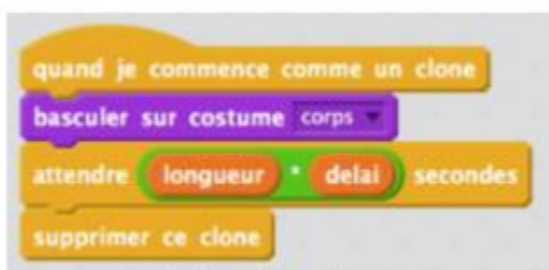 quand je commence comme un clone
basculer sur costume corps
attendre longueur * delai secondes
supprimer ce clone